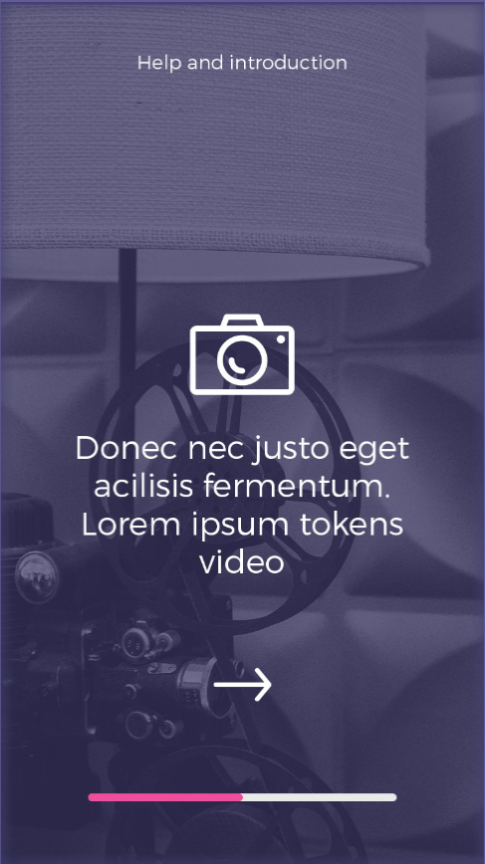 Help and introduction
Donec nec justo eget
acilisis fermentum.
Lorem ipsum tokens
video